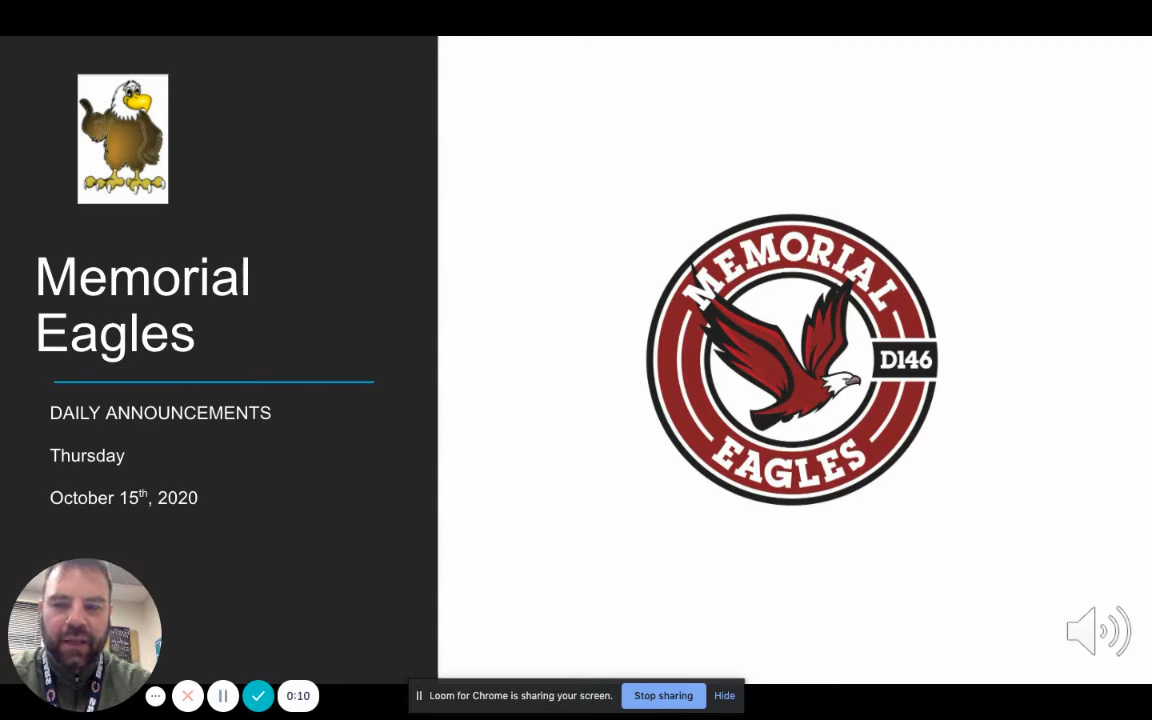 Memorial
Eagles
DAILY ANNOUNCEMENTS
Thursday
October 15th, 2020
MEMORIAL
D146
EAGLES
0:10
Loom for Chrome is sharing your screen.
Stop sharing
Hide